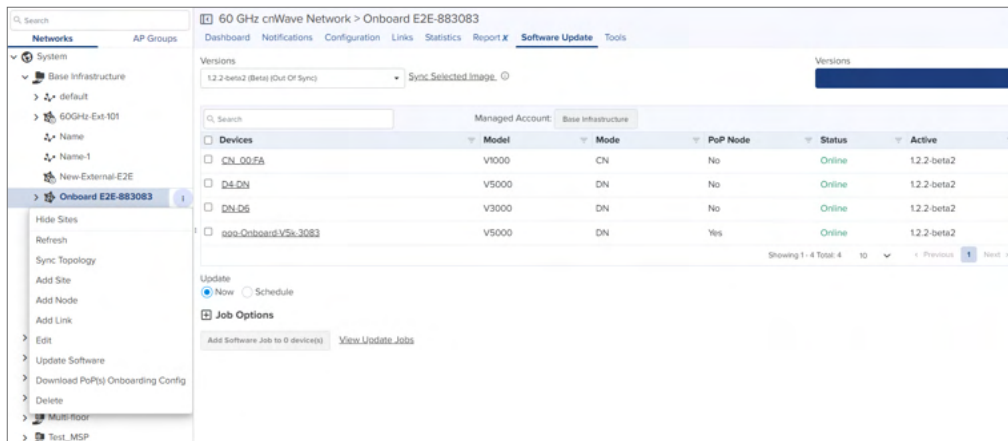 Search
Networks AP Groups
System
Base Infrastructure
default
60GHz-Ext-101
Name
Name-1
New-External-E2E
Onboard E2E-883083
Hide Sites
Refresh
Sync Topology
Add Site
Add Node
Add Link
Edit
Update Software
Download PoP(s) Onboarding Config
Delete
Multi-floor
Test_MSP
60 GHz cnWave Network > Onboard E2E-883083
Dashboard Notifications Configuration Links Statistics Report X Software Update Tools
Versions Versions
1.2.2-beta2 (Beta) (Out Of Sync) Sync Selected Image
Search Managed Account: Base Infrastructure
Devices Model Mode PoP Node Status Active
CN_00:FA V1000 CN No Online 1.2.2-beta2
D4-DN V5000 DN No Online 1.2.2-beta2
DN-D6 V3000 DN No Online 1.2.2-beta2
pop-Onboard-V5k-3083 V5000 DN Yes Online 1.2.2-beta2
Showing 1 - 4 Total: 4 10 < Previous 1 Next >
Update
Now Schedule
Job Options
Add Software Job to 0 device(s) View Update Jobs